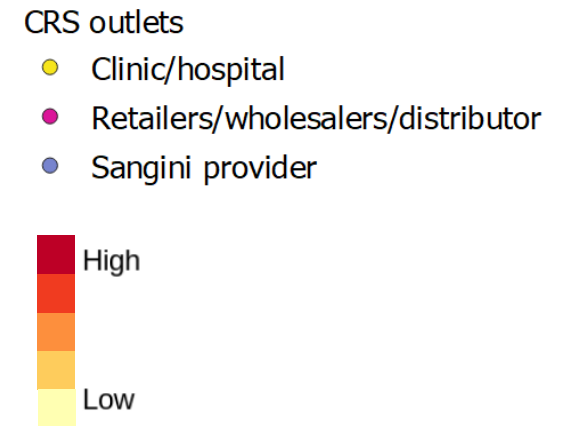 CRS outlets
Clinic/hospital
Retailers/wholesalers/distributor
Sangini provider
High
Low